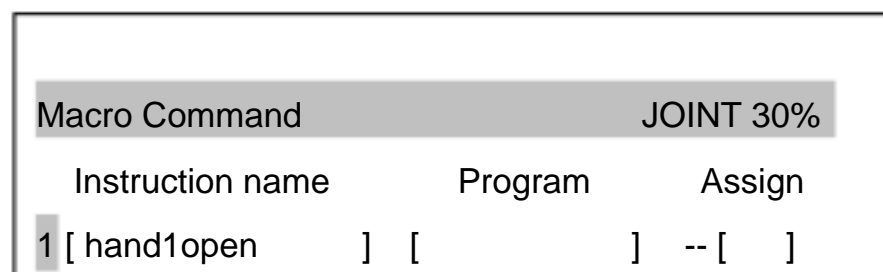 Macro Command JOINT 30%
Instruction name Program Assign
1 [ hand1open ] [ ] -- [ ]